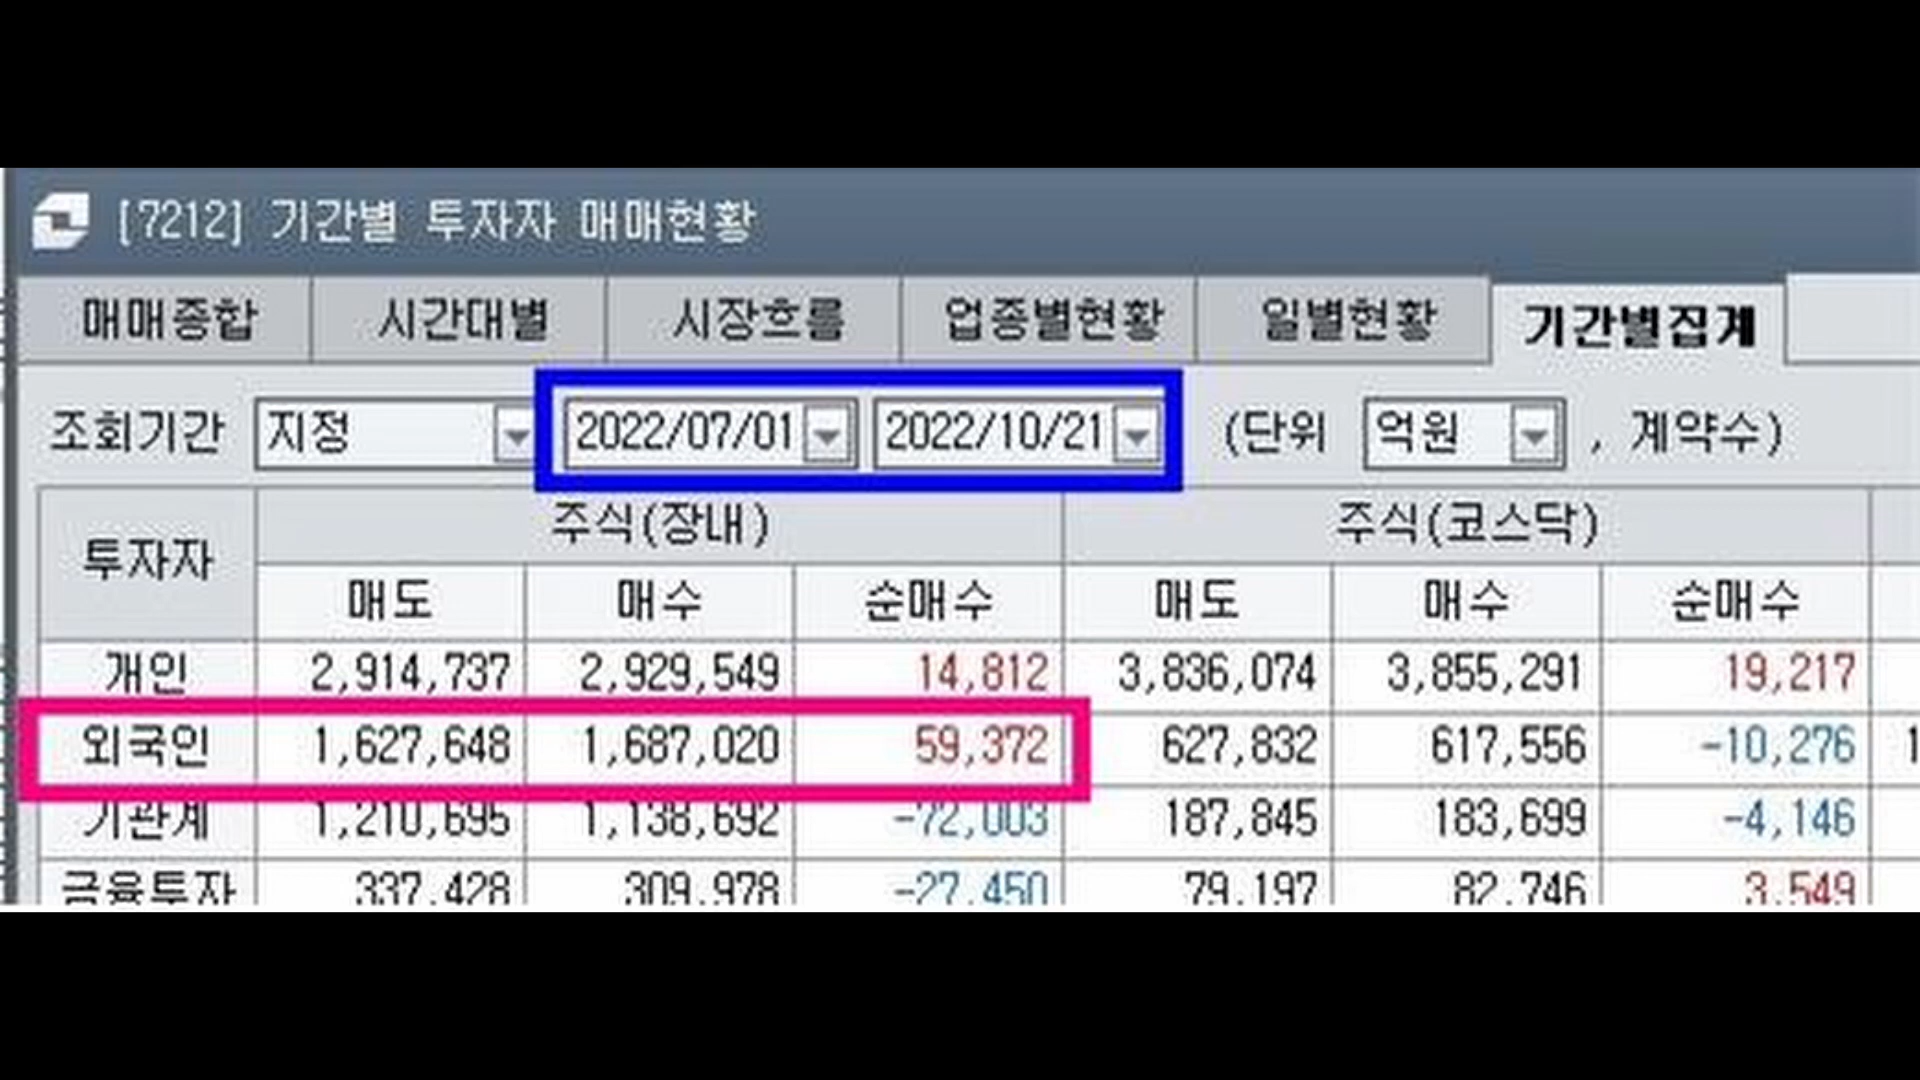 [7212] 기간별 투자자 매매현황
매매종합 시간대별 시장흐름 업종별현황 일별현황 기간별집계
조회기간 지정 2022/07/01 2022/10/21 (단위 억원 , 계약수)
투자자 주식(장내) 주식(코스닥)
매도 매수 순매수 매도 매수 순매수
개인 2,914,737 2,929,549 14,812 3,836,074 3,855,291 19,217
외국인 1,627,648 1,687,020 59,372 627,832 617,556 -10,276 1
기관계 1,210,695 1,138,692 -72,003 187,845 183,699 -4,146
금융투자 337,428 309,978 -27,450 79,197 82,746 3,549